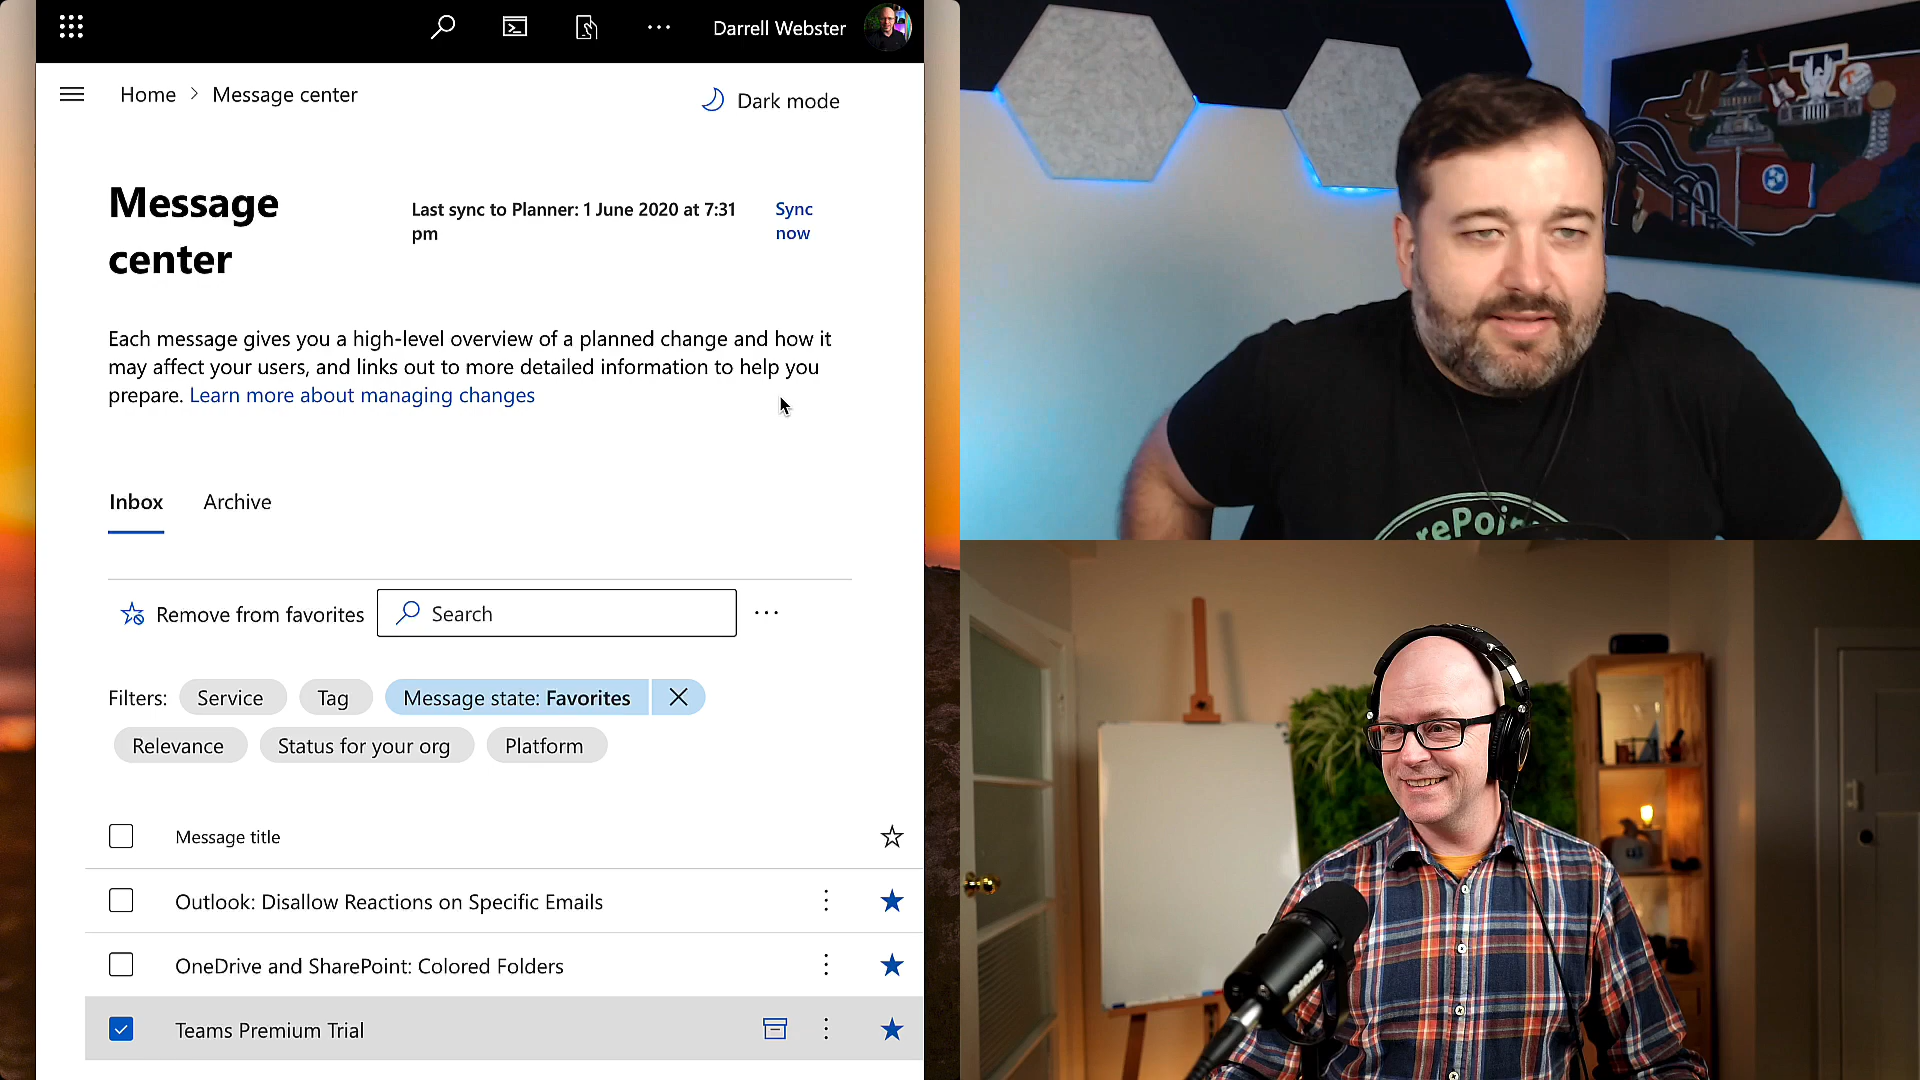 Darrell Webster
Home > Message center
Dark mode
Message
center
Last sync to Planner: 1 June 2020 at 7:31
pm
Sync
now
Each message gives you a high-level overview of a planned change and how it
may affect your users, and links out to more detailed information to help you
prepare. Learn more about managing changes
Inbox
Archive
Remove from favorites
Search
Filters:
Service
Tag
Message state: Favorites
Relevance
Status for your org
Platform
Message title
Outlook: Disallow Reactions on Specific Emails
OneDrive and SharePoint: Colored Folders
Teams Premium Trial
rePoin